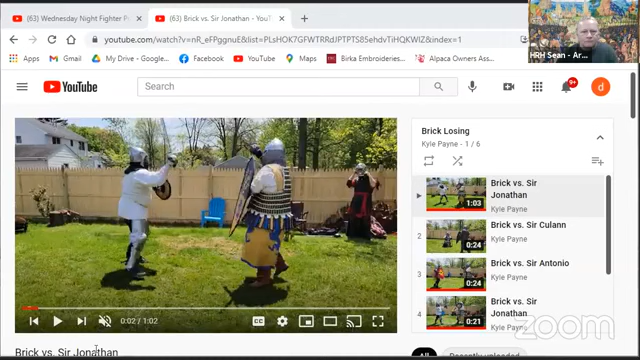 (63) Wednesday Night Fighter P
(63) Brick vs. Sir Jonathan - YouT
youtube.com/watch?v=nR_eFPggnuE&list=PLsHOK7GFWTRRdJPTPTS85ehdvTiHQKWIZ&index=1
Apps
Gmail
My Drive - Google...
Facebook
YouTube
Maps
Birka Embroideries...
Alpaca Owners Ass...
HRH Sean - Ar...
YouTube
Search
9+
d
Brick Losing
Kyle Payne - 1 / 6
Brick vs. Sir
Jonathan
Kyle Payne
1:03
2
Brick vs. Sir Culann
Kyle Payne
0:24
3
Brick vs. Sir Antonio
Kyle Payne
0:24
4
Brick vs. Sir
Jonathan
Kyle Payne
0:21
0:02 / 1:02
CC
Brick vs. Sir Jonathan
All
Recently uploaded
zoom